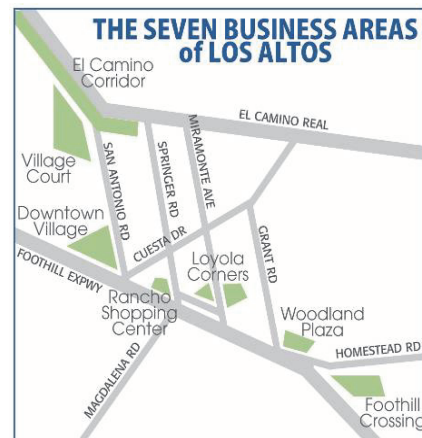 THE SEVEN BUSINESS AREAS
of LOS ALTOS
El Camino
Corridor
EL CAMINO REAL
Village
Court
SAN ANTONIO RD
SPRINGER RD
MIRAMONTE AVE
Downtown
Village
CUESTA DR
GRANT RD
FOOTHILL EXPWY
Loyola
Corners
Rancho
Shopping
Center
Woodland
Plaza
HOMESTEAD RD
MAGDALENA RD
Foothill
Crossing